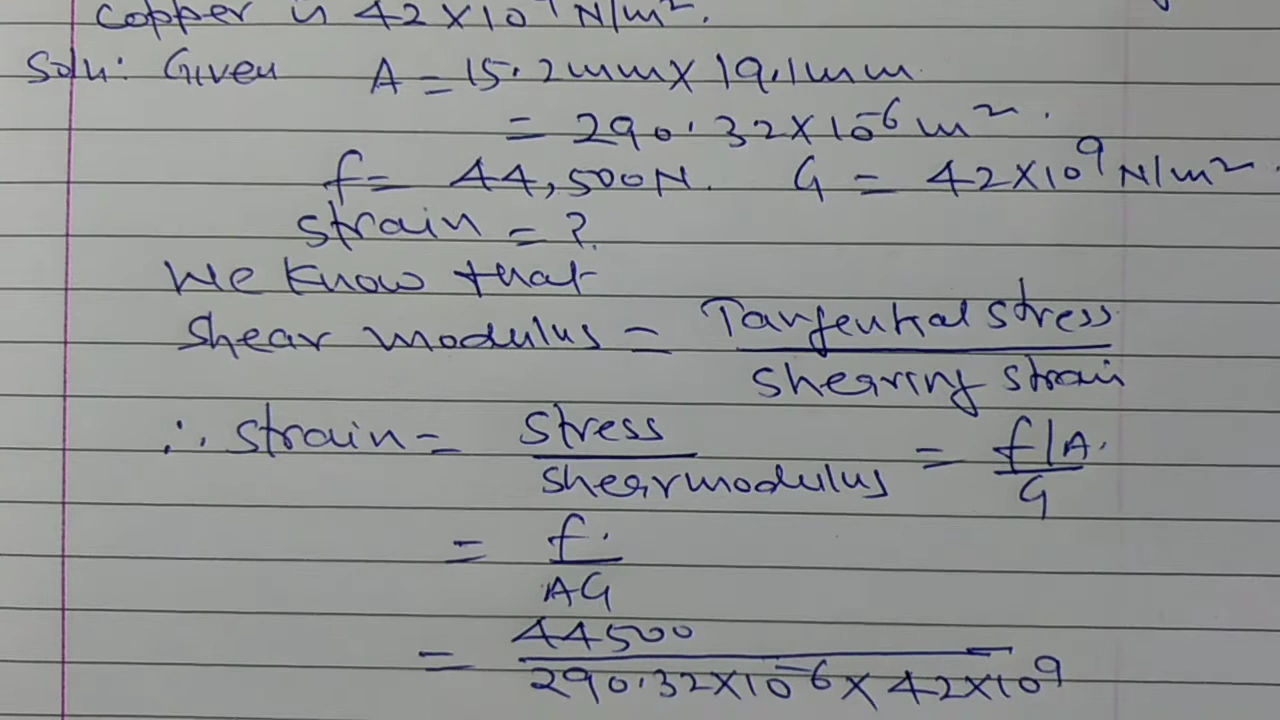 copper is 42×10⁹ N/m².
Soln: Given A = 15.2mm × 19.1mm
= 290.32×10⁻⁶ m².
f = 44,500N. G = 42×10⁹ N/m²
strain = ?
We know that
Shear modulus = Tangential stress / Shearing strain
∴ strain = stress / shear modulus = f/A. / G
= f. / AG
= 44500 / 290.32×10⁻⁶ × 42×10⁹